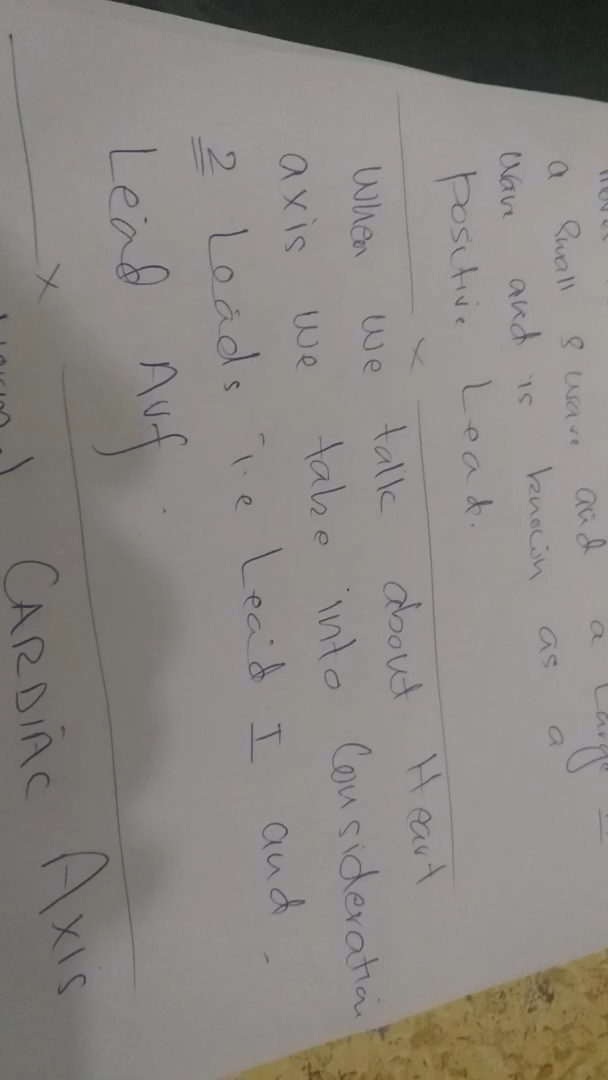 a small s wave and a Large
wave and is known as a
positive Lead.
x
When we talk about Heart
axis we take into Consideration
2 Leads i.e Lead I and
Lead Avf.
x
CARDIAC AXIS